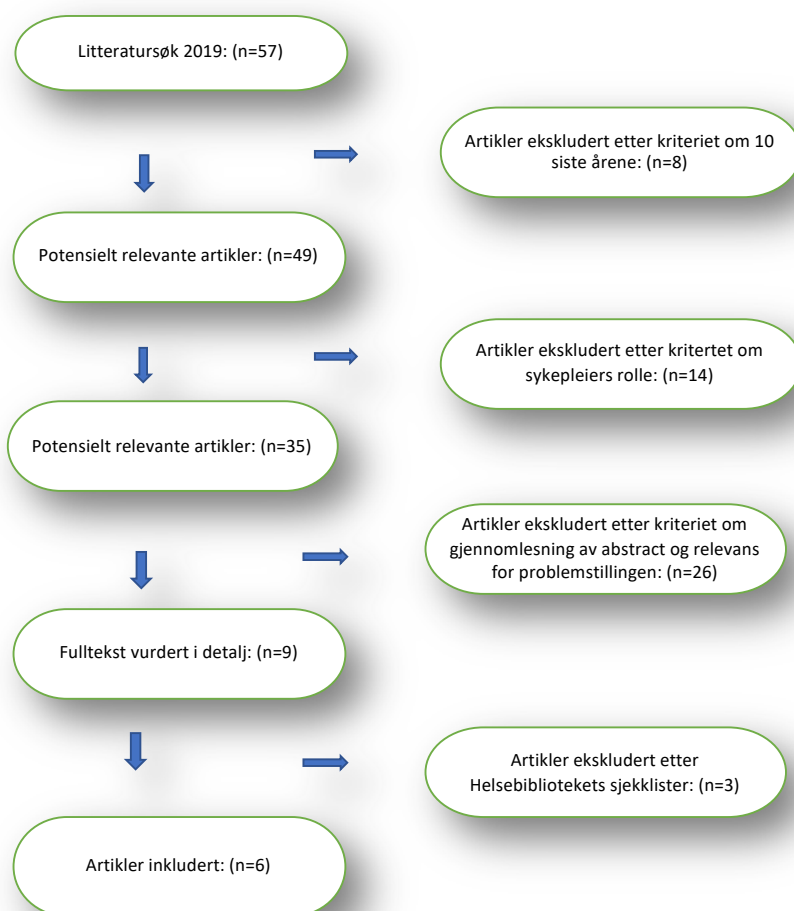 Litteratursøk 2019: (n=57)
Artikler ekskludert etter kriteriet om 10
siste årene: (n=8)
Potensielt relevante artikler: (n=49)
Artikler ekskludert etter kritertet om
sykepleiers rolle: (n=14)
Potensielt relevante artikler: (n=35)
Artikler ekskludert etter kriteriet om
gjennomlesning av abstract og relevans
for problemstillingen: (n=26)
Fulltekst vurdert i detalj: (n=9)
Artikler ekskludert etter
Helsebibliotekets sjekklister: (n=3)
Artikler inkludert: (n=6)